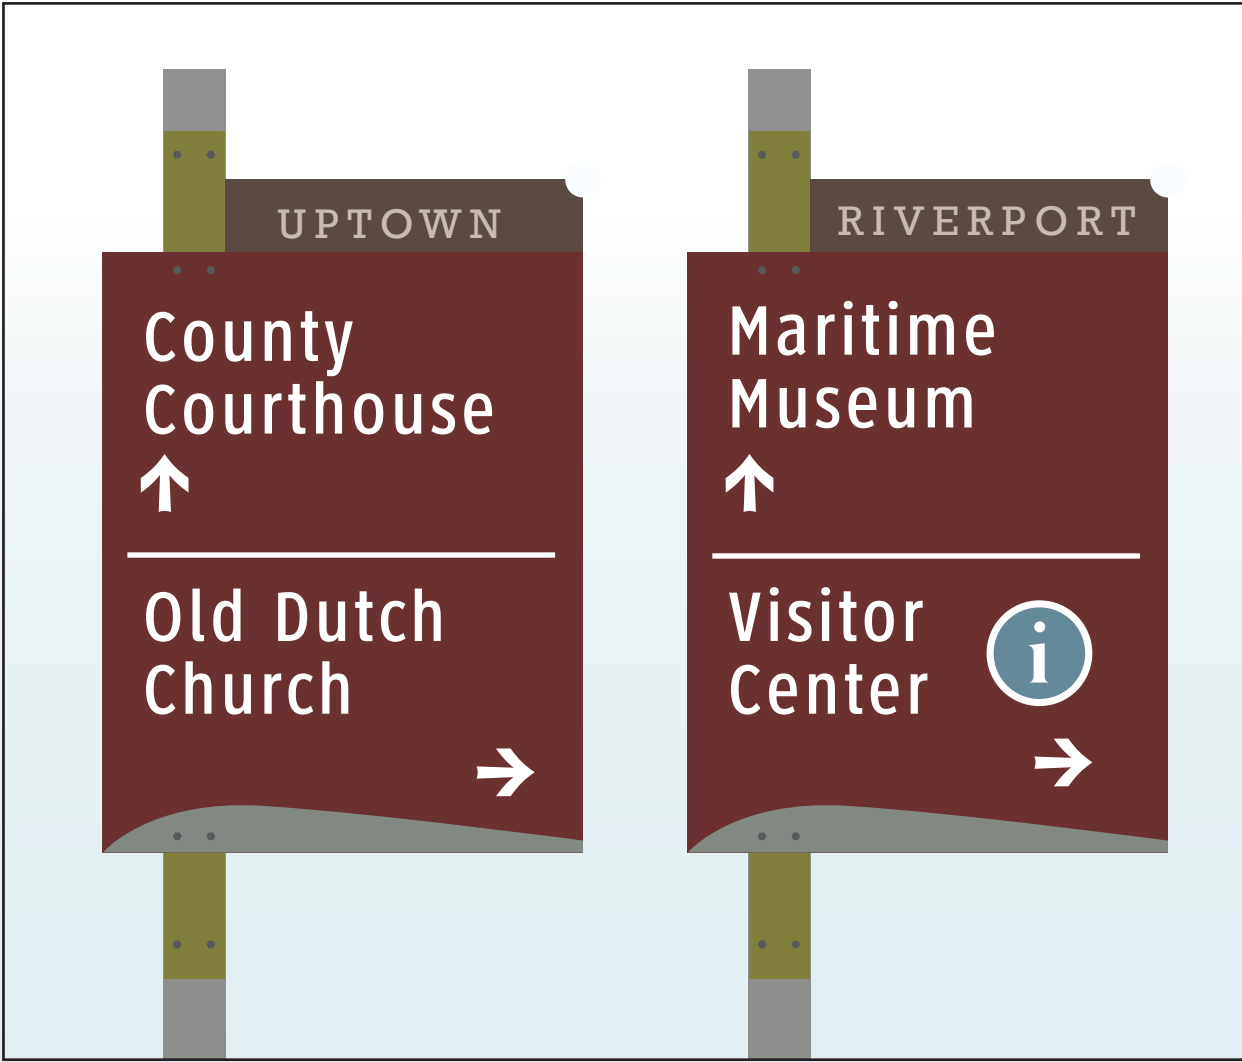 UPTOWN
County
Courthouse
Old Dutch
Church
RIVERPORT
Maritime
Museum
Visitor
Center
i